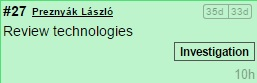 #27 Preznyák László 35d 33d
Review technologies
Investigation
10h